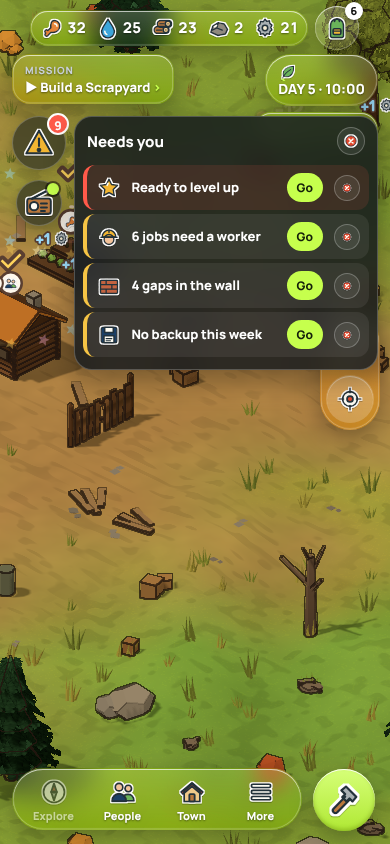 32 25 23 2 21 6
MISSION
▶ Build a Scrapyard ›
DAY 5 · 10:00
+1
9
Needs you
Ready to level up Go
6 jobs need a worker Go
+1
4 gaps in the wall Go
No backup this week Go
Explore People Town More